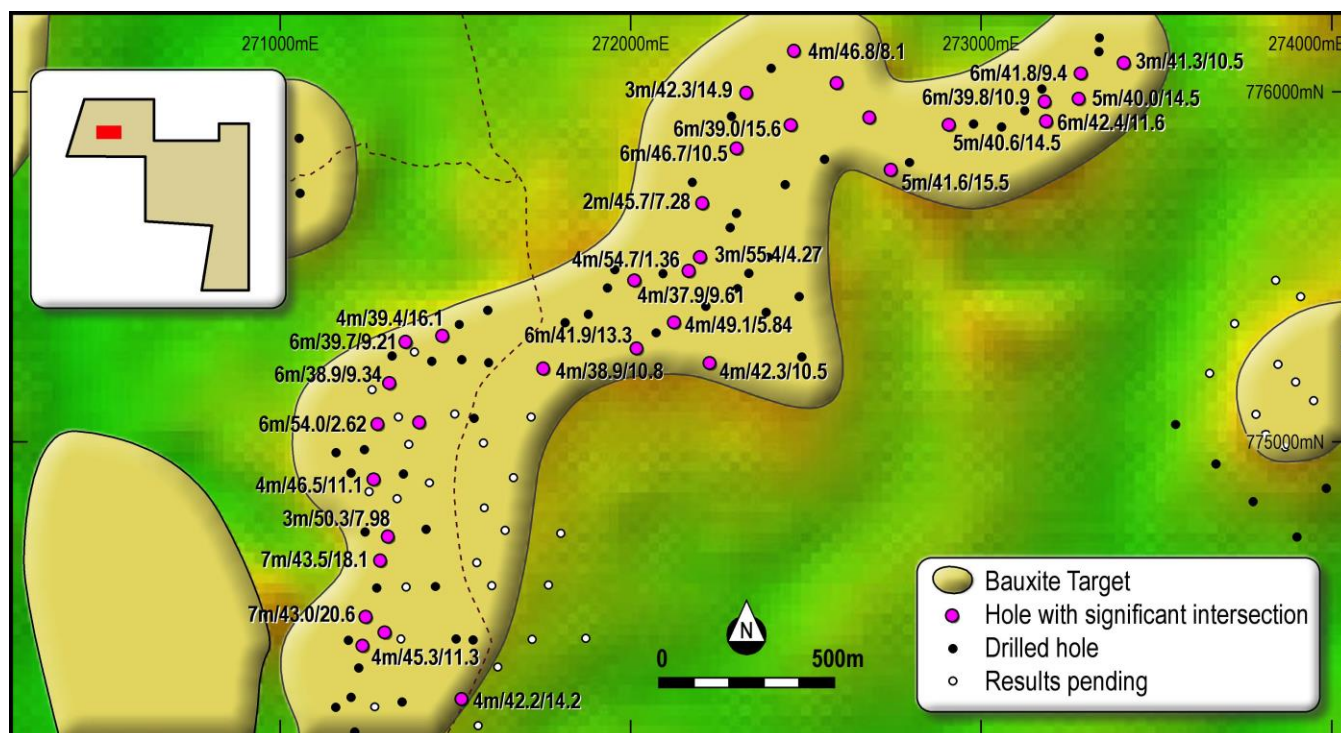 271000mE
272000mE
273000mE
274000mE
4m/46.8/8.1
3m/41.3/10.5
6m/41.8/9.4
776000mN
3m/42.3/14.9
6m/39.8/10.9
5m/40.0/14.5
6m/39.0/15.6
6m/42.4/11.6
5m/40.6/14.5
6m/46.7/10.5
5m/41.6/15.5
2m/45.7/7.28
3m/55.4/4.27
4m/54.7/1.36
4m/37.9/9.61
4m/39.4/16.1
4m/49.1/5.84
6m/41.9/13.3
6m/39.7/9.21
4m/38.9/10.8
4m/42.3/10.5
6m/38.9/9.34
6m/54.0/2.62
775000mN
4m/46.5/11.1
3m/50.3/7.98
7m/43.5/18.1
7m/43.0/20.6
4m/45.3/11.3
4m/42.2/14.2
N
0 500m
Bauxite Target
Hole with significant intersection
Drilled hole
Results pending